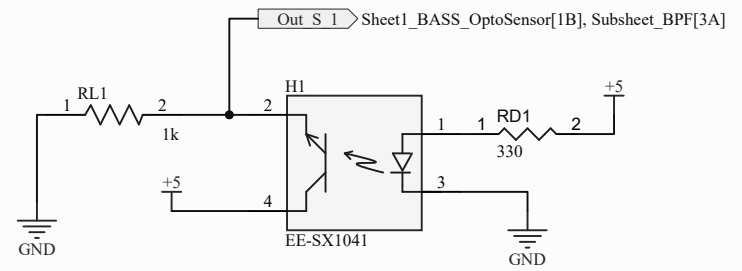 Out_S_1 Sheet1_BASS_OptoSensor[1B], Subsheet_BPF[3A]
H1
RL1
1 2 2
1k
+5
4
EE-SX1041
GND
+5
1 1 RD1 2
330
3
GND